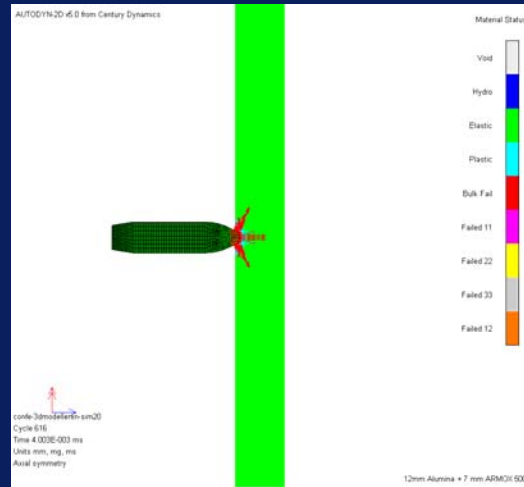 AUTODYN-2D v5.0 from Century Dynamics
Material Status
Void
Hydro
Elastic
Plastic
Bulk Fail
Failed 11
Failed 22
Failed 33
Failed 12
Cycle 616
Time 4.003E-003 ms
Units mm, mg, ms
Axial symmetry
12mm Alumina + 7 mm ARMOX 500